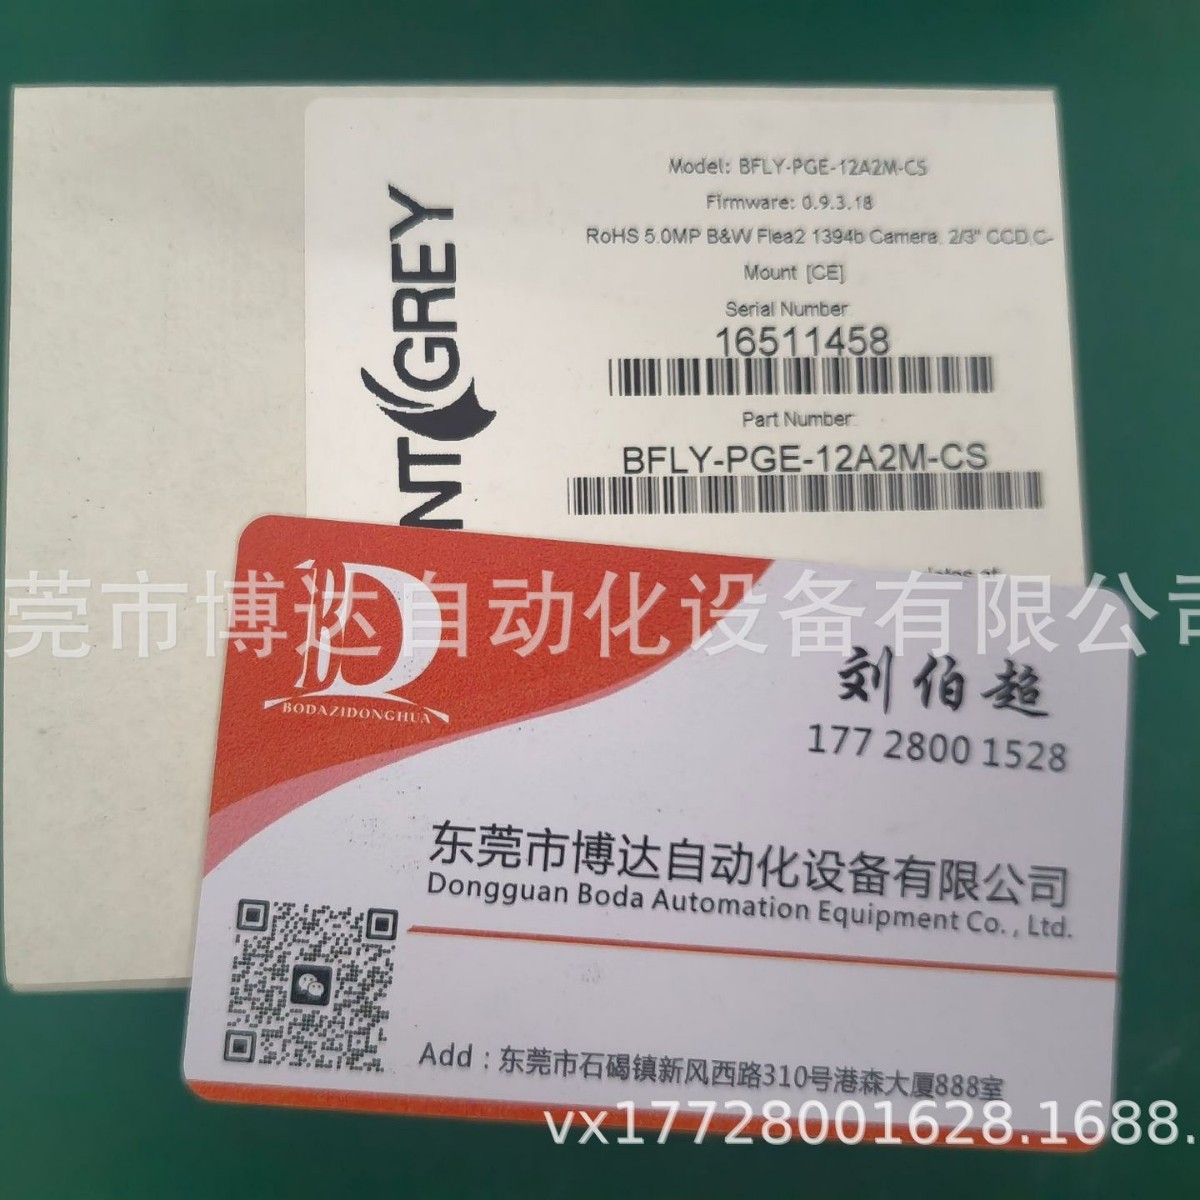 Model: BFLY-PGE-12A2M-CS
Firmware: 0.9.3.18
RoHS 5.0MP B&W Flea2 1394b Camera, 2/3" CCD,C-
Mount [CE]
Serial Number
16511458
Part Number:
BFLY-PGE-12A2M-CS
NT GREY
莞市博达自动化设备有限公司
BODAZIDONGHUA
刘伯超
177 2800 1528
东莞市博达自动化设备有限公司
Dongguan Boda Automation Equipment Co., Ltd.
Add：东莞市石碣镇新风西路310号港森大厦888室
vx17728001628.1688.